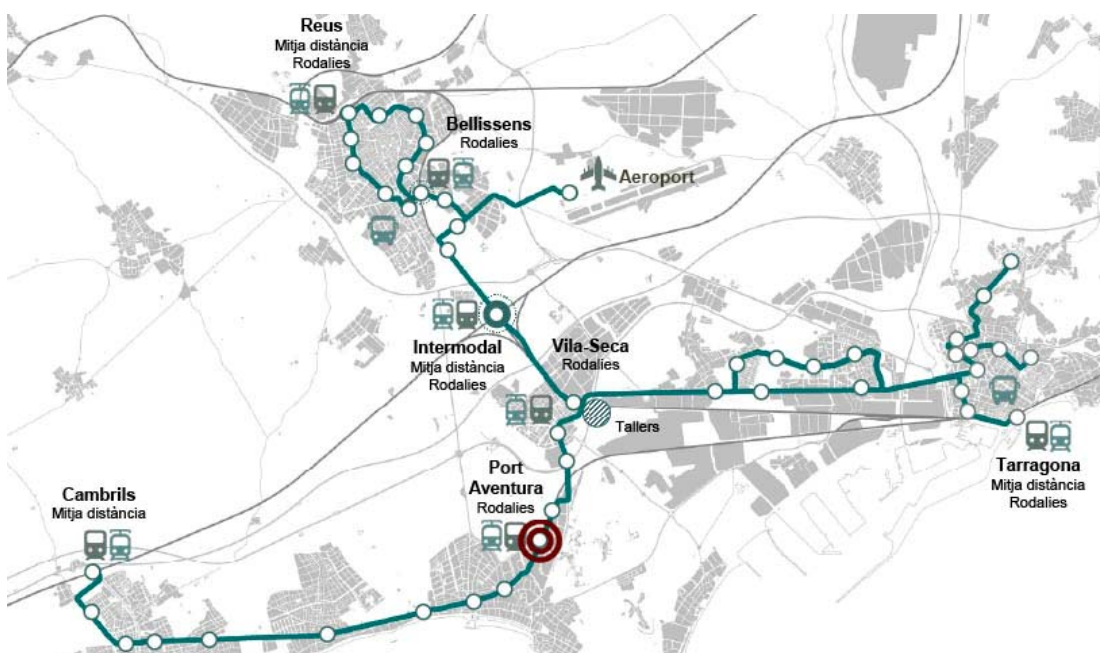 Reus
Mitja distància
Rodalies
Bellissens
Rodalies
Aeroport
Intermodal
Mitja distància
Rodalies
Vila-Seca
Rodalies
Tallers
Port
Aventura
Rodalies
Cambrils
Mitja distància
Tarragona
Mitja distància
Rodalies